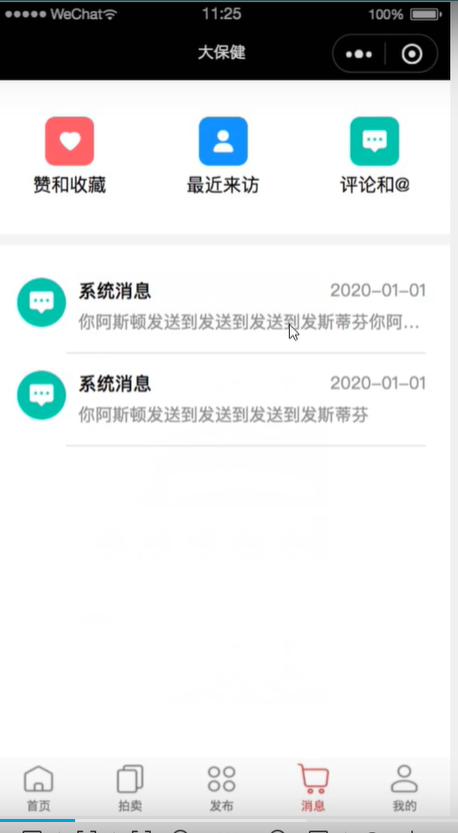 WeChat 11:25 100%
大保健
赞和收藏 最近来访 评论和@
系统消息 2020-01-01
你阿斯顿发送到发送到发送到发斯蒂芬你阿...
系统消息 2020-01-01
你阿斯顿发送到发送到发送到发斯蒂芬
首页 拍卖 发布 消息 我的